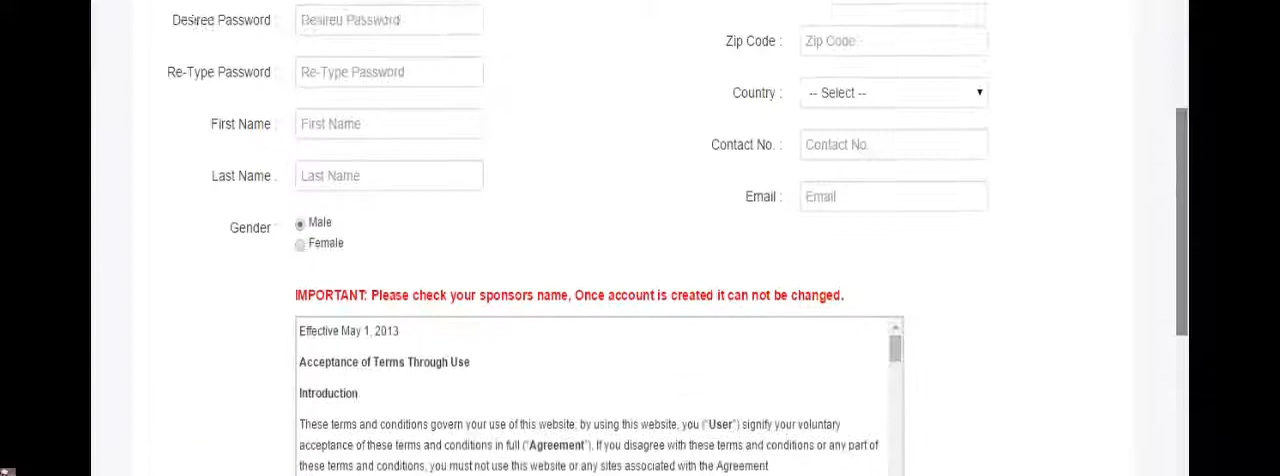 Desired Password : Desired Password
Re-Type Password : Re-Type Password
First Name : First Name
Last Name : Last Name
Gender : Male
Female
Zip Code : Zip Code
Country : -- Select --
Contact No. : Contact No.
Email : Email
IMPORTANT: Please check your sponsors name, Once account is created it can not be changed.
Effective May 1, 2013
Acceptance of Terms Through Use
Introduction
These terms and conditions govern your use of this website; by using this website, you ("User") signify your voluntary
acceptance of these terms and conditions in full ("Agreement"). If you disagree with these terms and conditions or any part of
these terms and conditions, you must not use this website or any sites associated with the Agreement